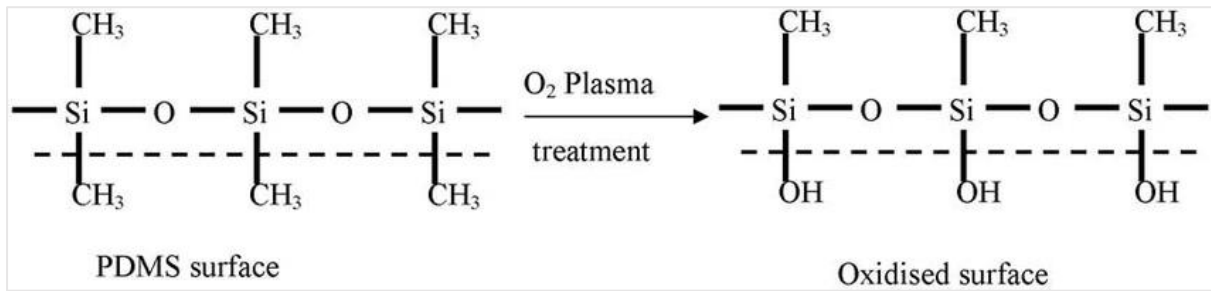 CH₃ CH₃ CH₃ CH₃ CH₃ CH₃
O₂ Plasma
Si O Si O Si Si O Si O Si
treatment
CH₃ CH₃ CH₃ OH OH OH
PDMS surface Oxidised surface